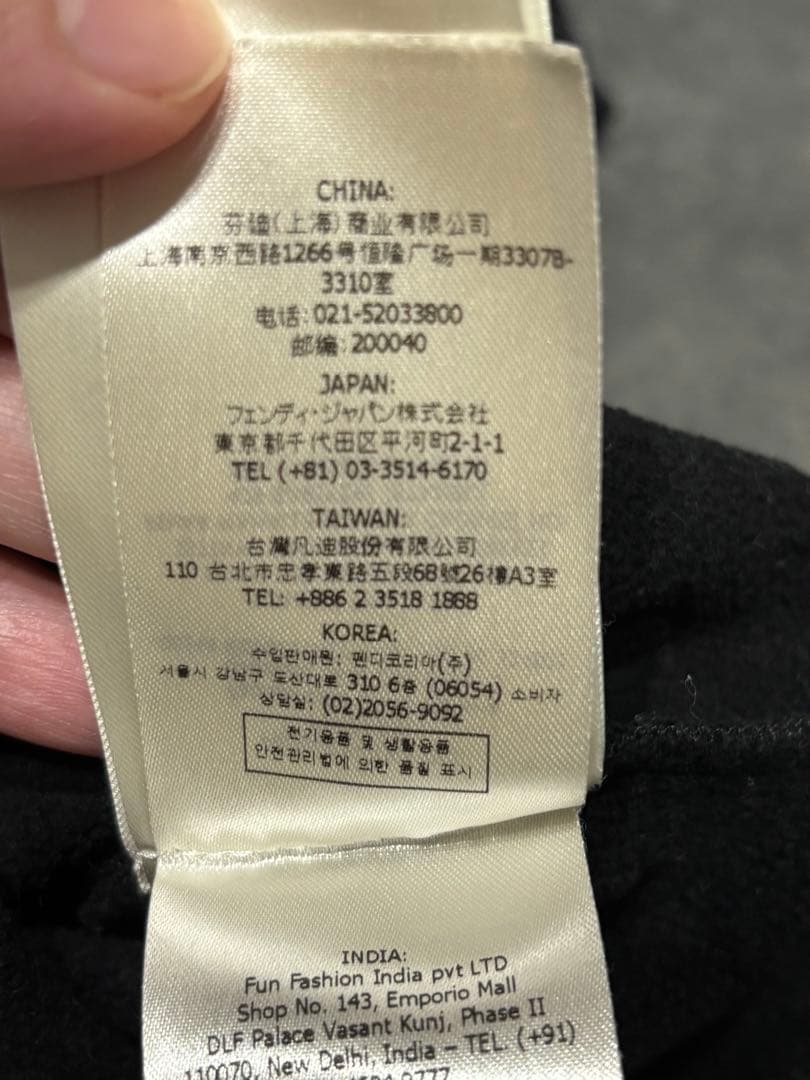 CHINA:
芬迪(上海)商业有限公司
上海南京西路1266号恒隆广场一期3307B-
3310室
电话: 021-52033800
邮编: 200040
JAPAN:
フェンディ・ジャパン株式会社
東京都千代田区平河町2-1-1
TEL (+81) 03-3514-6170
TAIWAN:
台灣凡迪股份有限公司
110 台北市忠孝東路五段68號26樓A3室
TEL: +886 2 3518 1888
KOREA:
수입판매원: 펜디코리아(주)
서울시 강남구 도산대로 310 6층 (06054) 소비자
상담실: (02)2056-9092
전기용품 및 생활용품
안전관리법에 의한 품질 표시
INDIA:
Fun Fashion India pvt LTD
Shop No. 143, Emporio Mall
DLF Palace Vasant Kunj, Phase II
110070, New Delhi, India – TEL. (+91)